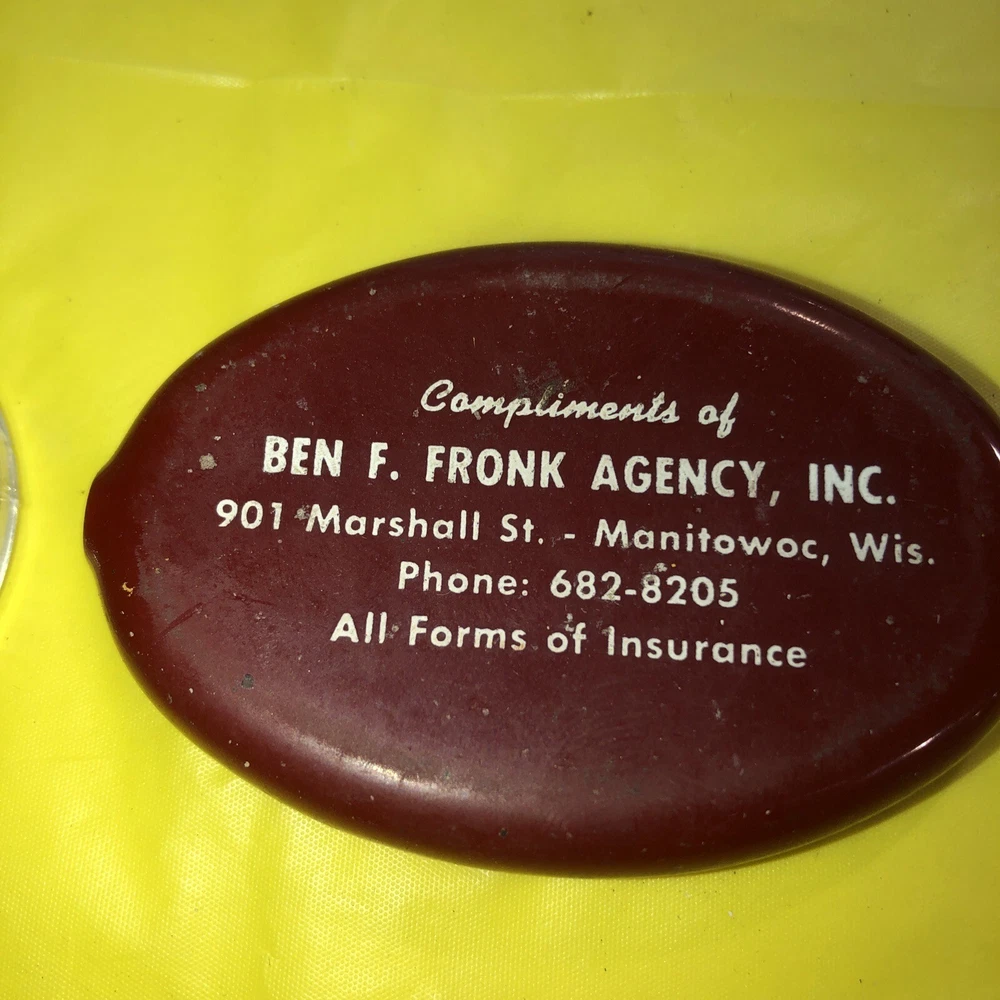 Compliments of
BEN F. FRONK AGENCY, INC.
901 Marshall St. - Manitowoc, Wis.
Phone: 682-8205
All Forms of Insurance